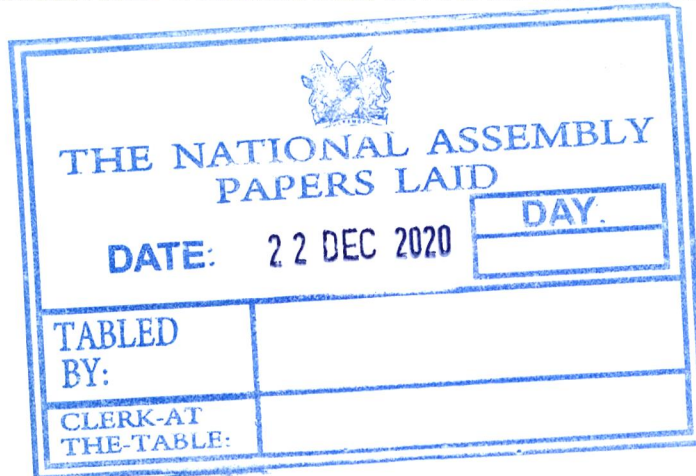 THE NATIONAL ASSEMBLY
PAPERS LAID
DATE: 22 DEC 2020
DAY.
TABLED
BY:
CLERK-AT
THE-TABLE: